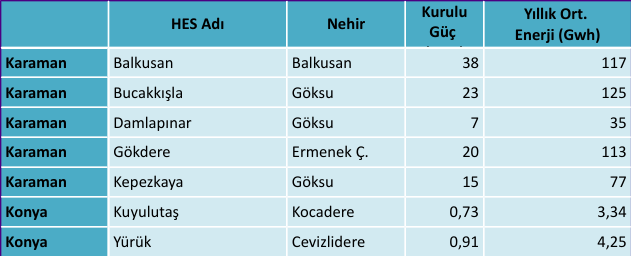 HES Adı Nehir Kurulu Güç Yıllık Ort. Enerji (Gwh)
Karaman Balkusan Balkusan 38 117
Karaman Bucakkışla Göksu 23 125
Karaman Damlapınar Göksu 7 35
Karaman Gökdere Ermenek Ç. 20 113
Karaman Kepezkaya Göksu 15 77
Konya Kuyulutaş Kocadere 0,73 3,34
Konya Yürük Cevizlidere 0,91 4,25